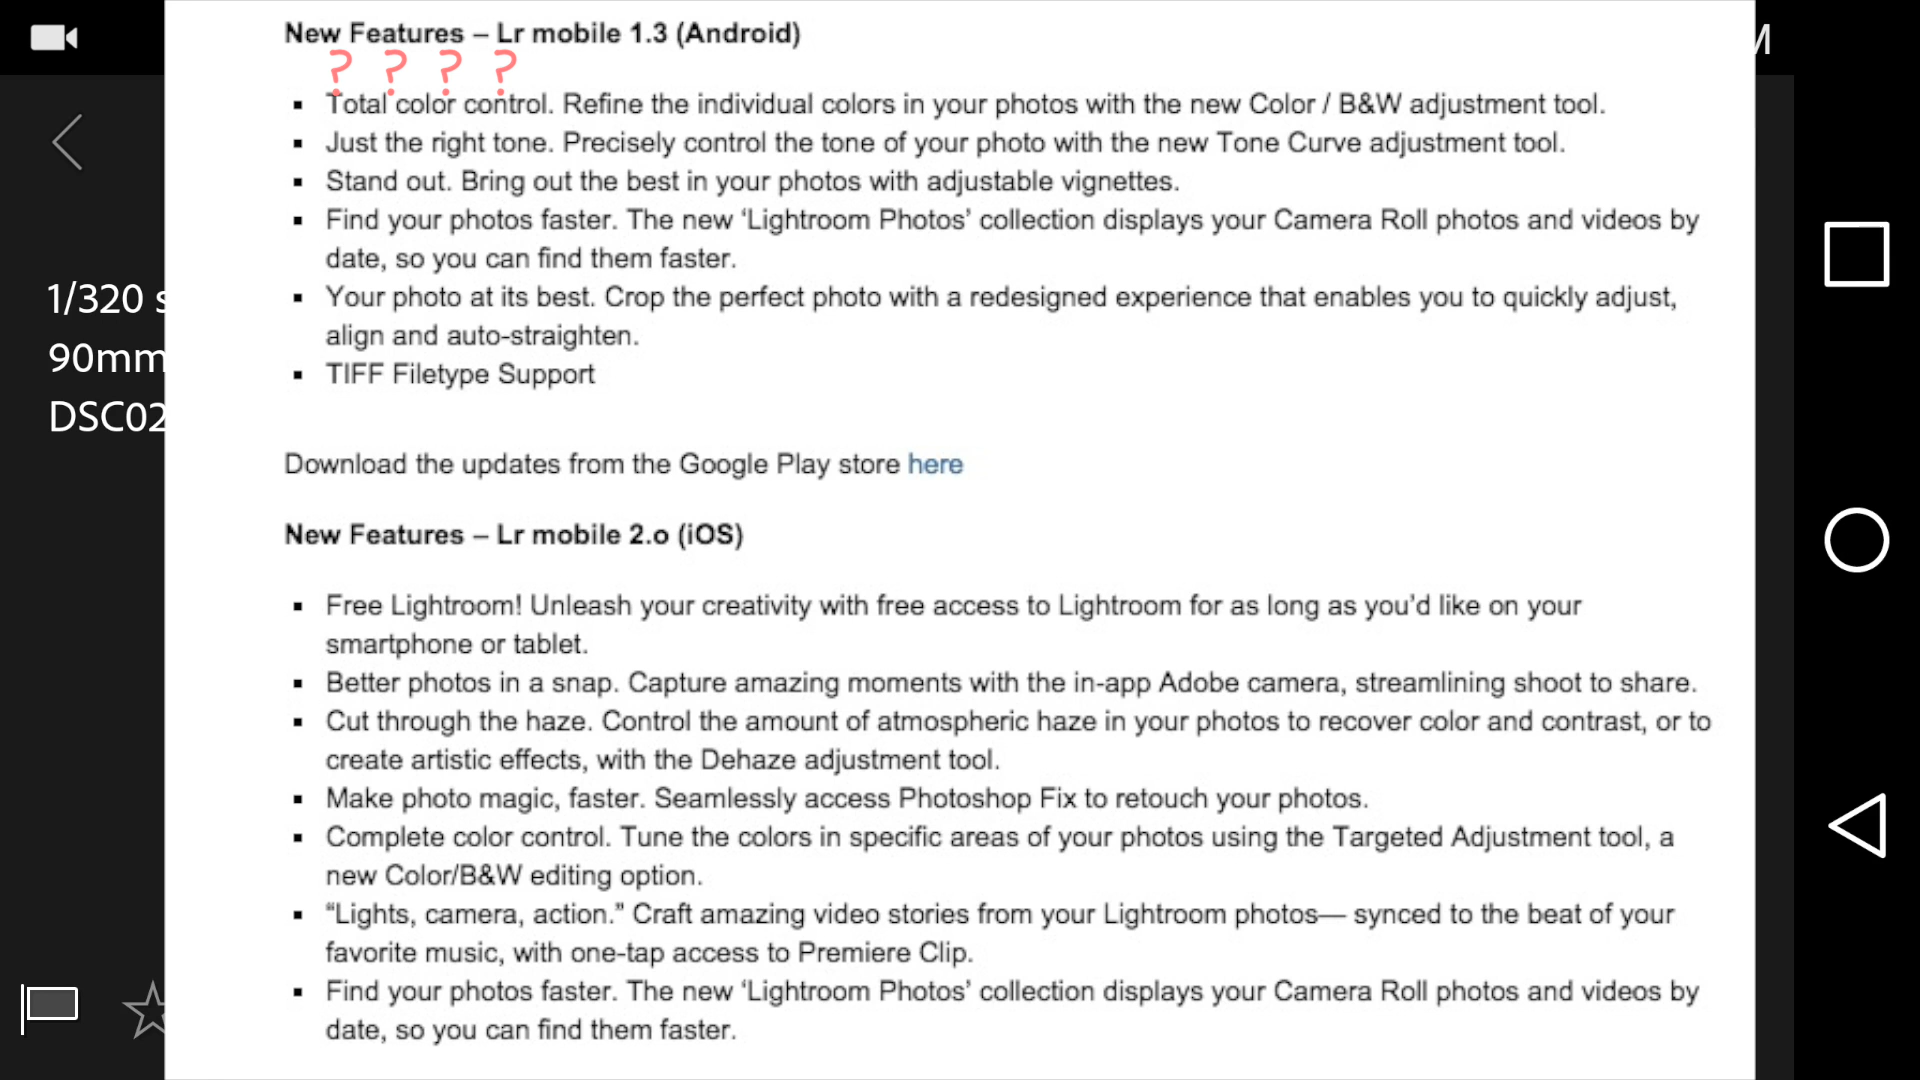 New Features – Lr mobile 1.3 (Android)
? ? ? ?
▪ Total color control. Refine the individual colors in your photos with the new Color / B&W adjustment tool.
▪ Just the right tone. Precisely control the tone of your photo with the new Tone Curve adjustment tool.
▪ Stand out. Bring out the best in your photos with adjustable vignettes.
▪ Find your photos faster. The new ‘Lightroom Photos’ collection displays your Camera Roll photos and videos by
date, so you can find them faster.
▪ Your photo at its best. Crop the perfect photo with a redesigned experience that enables you to quickly adjust,
align and auto-straighten.
▪ TIFF Filetype Support
Download the updates from the Google Play store here
New Features – Lr mobile 2.o (iOS)
▪ Free Lightroom! Unleash your creativity with free access to Lightroom for as long as you’d like on your
smartphone or tablet.
▪ Better photos in a snap. Capture amazing moments with the in-app Adobe camera, streamlining shoot to share.
▪ Cut through the haze. Control the amount of atmospheric haze in your photos to recover color and contrast, or to
create artistic effects, with the Dehaze adjustment tool.
▪ Make photo magic, faster. Seamlessly access Photoshop Fix to retouch your photos.
▪ Complete color control. Tune the colors in specific areas of your photos using the Targeted Adjustment tool, a
new Color/B&W editing option.
▪ “Lights, camera, action.” Craft amazing video stories from your Lightroom photos— synced to the beat of your
favorite music, with one-tap access to Premiere Clip.
▪ Find your photos faster. The new ‘Lightroom Photos’ collection displays your Camera Roll photos and videos by
date, so you can find them faster.
1/320 s
90mm
DSC02
M